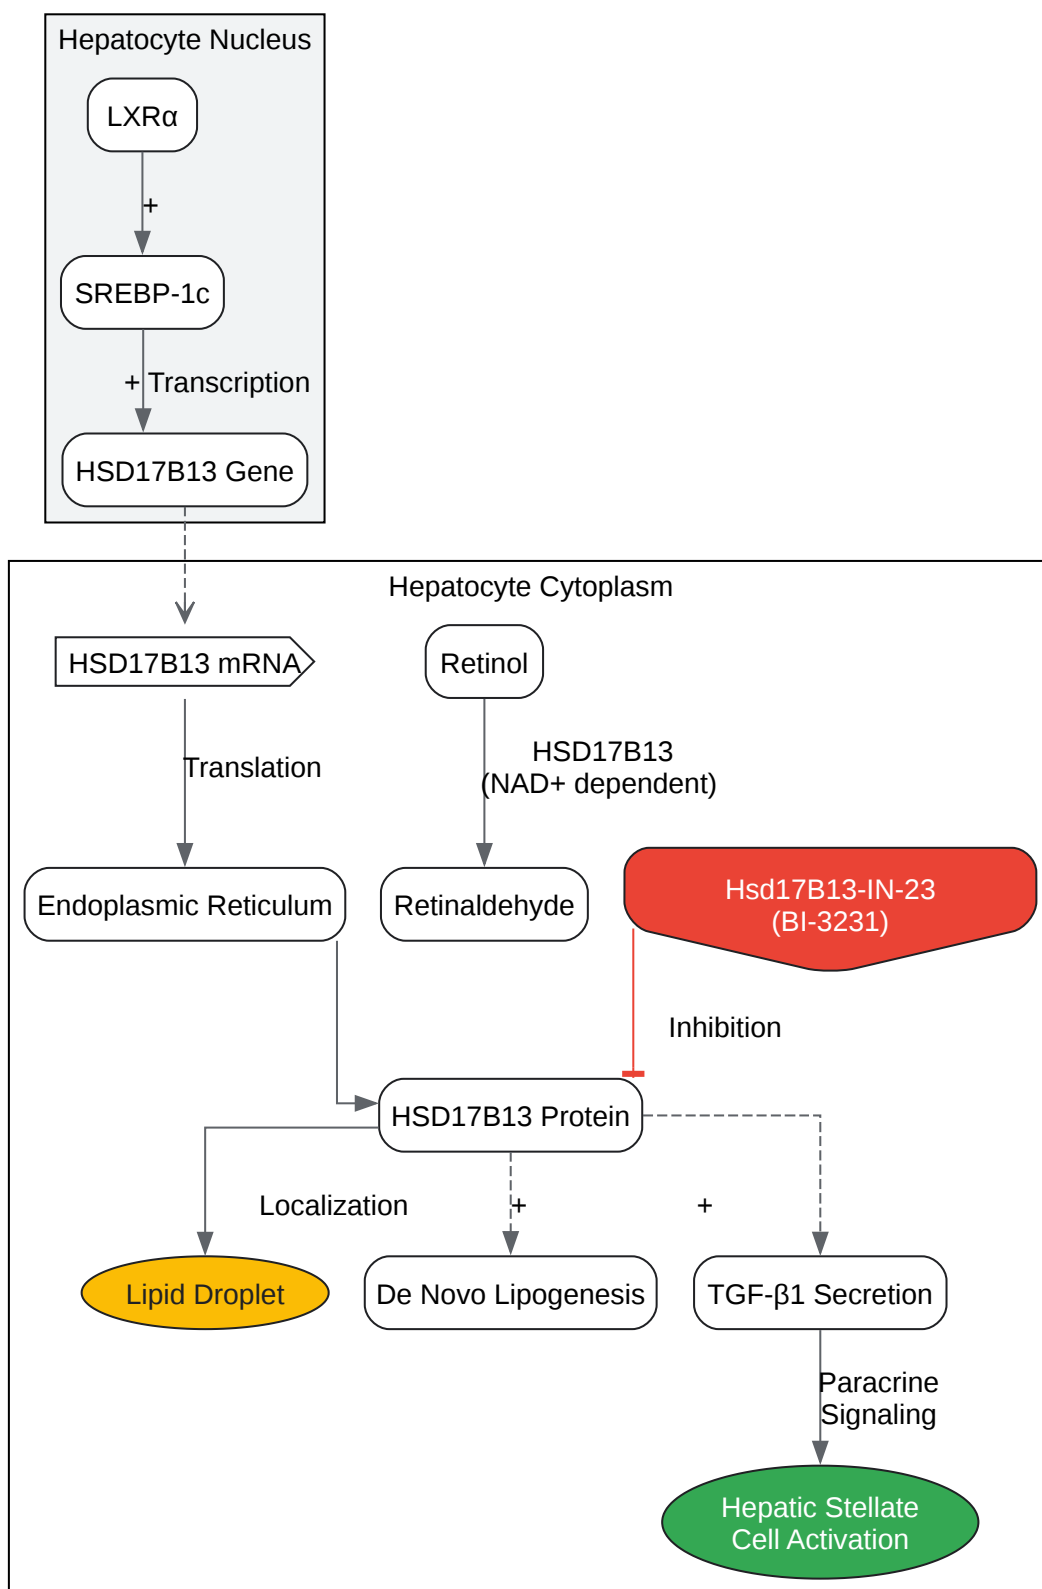 Hepatocyte Nucleus
LXRα
+
SREBP-1c
+ Transcription
HSD17B13 Gene
Hepatocyte Cytoplasm
HSD17B13 mRNA
Retinol
Translation
HSD17B13
(NAD+ dependent)
Endoplasmic Reticulum
Retinaldehyde
Hsd17B13-IN-23
(BI-3231)
Inhibition
HSD17B13 Protein
Localization
+
+
Lipid Droplet
De Novo Lipogenesis
TGF-β1 Secretion
Paracrine
Signaling
Hepatic Stellate
Cell Activation